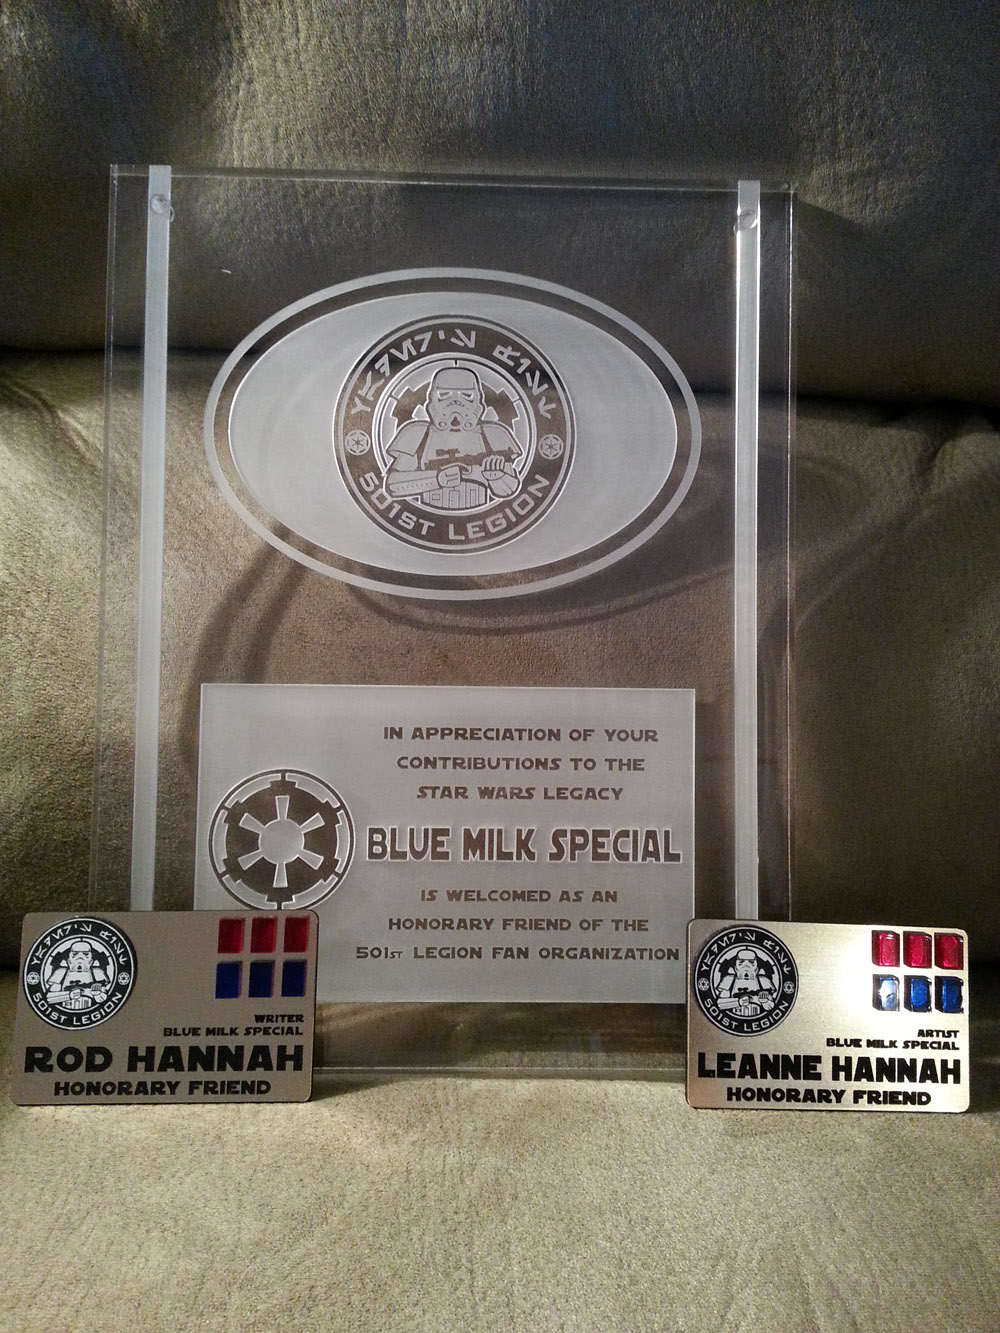 501ST LEGION
IN APPRECIATION OF YOUR
CONTRIBUTIONS TO THE
STAR WARS LEGACY
BLUE MILK SPECIAL
IS WELCOMED AS AN
HONORARY FRIEND OF THE
501ST LEGION FAN ORGANIZATION
501ST LEGION
WRITER
BLUE MILK SPECIAL
ROD HANNAH
HONORARY FRIEND
501ST LEGION
ARTIST
BLUE MILK SPECIAL
LEANNE HANNAH
HONORARY FRIEND